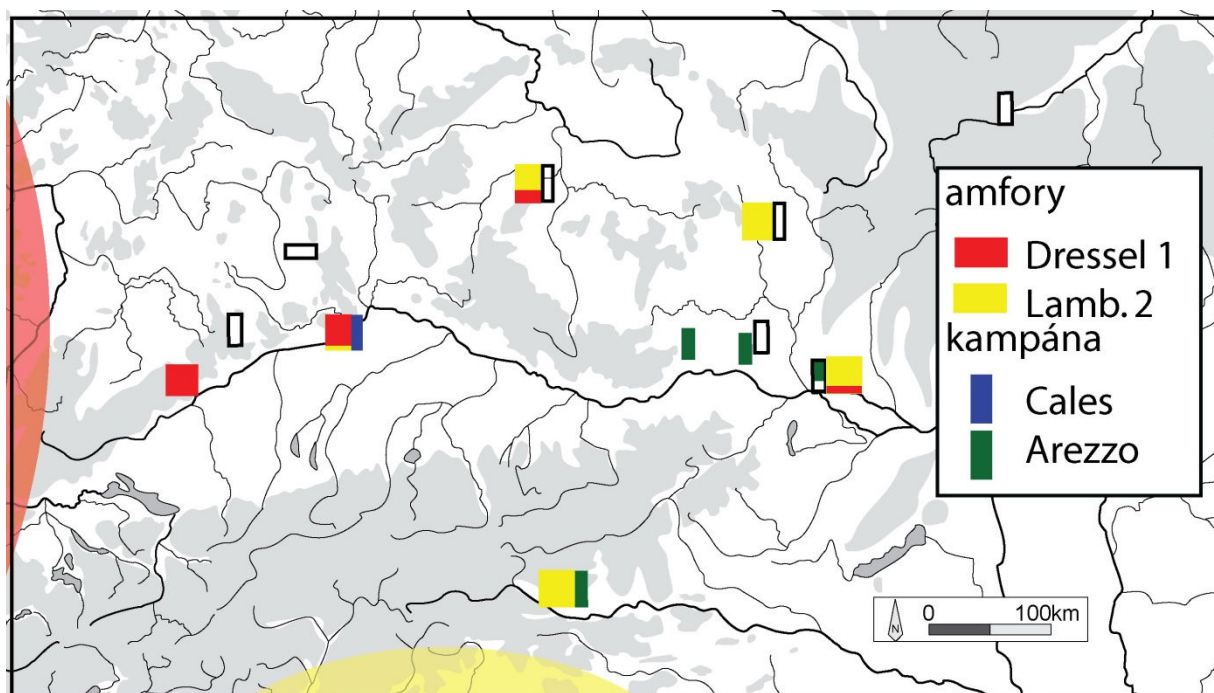 amfory
Dressel 1
Lamb. 2
kampána
Cales
Arezzo
N
0 100km